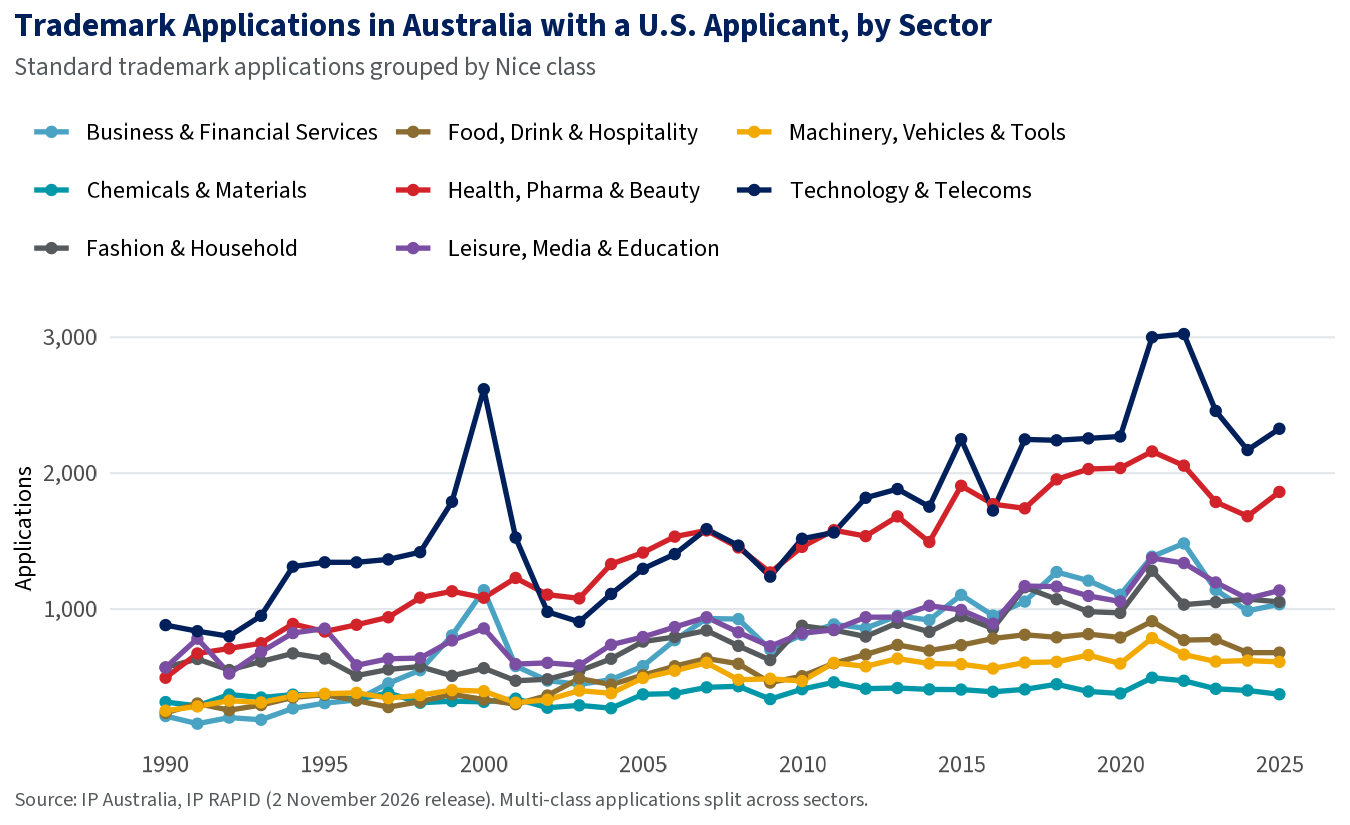 Trademark Applications in Australia with a U.S. Applicant, by Sector
Standard trademark applications grouped by Nice class
Business & Financial Services
Food, Drink & Hospitality
Machinery, Vehicles & Tools
Chemicals & Materials
Health, Pharma & Beauty
Technology & Telecoms
Fashion & Household
Leisure, Media & Education
Applications
3,000
2,000
1,000
1990 1995 2000 2005 2010 2015 2020 2025
Source: IP Australia, IP RAPID (2 November 2026 release). Multi-class applications split across sectors.